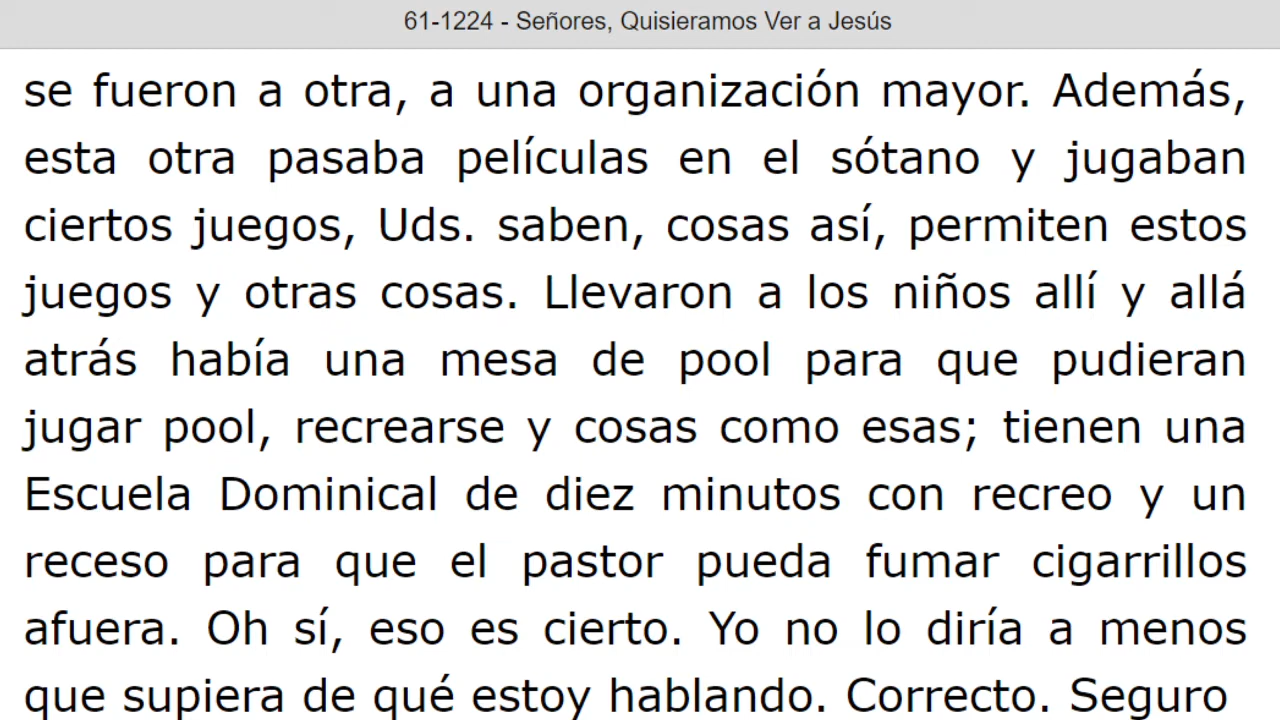 61-1224 - Señores, Quisieramos Ver a Jesús
se fueron a otra, a una organización mayor. Además,
esta otra pasaba películas en el sótano y jugaban
ciertos juegos, Uds. saben, cosas así, permiten estos
juegos y otras cosas. Llevaron a los niños allí y allá
atrás había una mesa de pool para que pudieran
jugar pool, recrearse y cosas como esas; tienen una
Escuela Dominical de diez minutos con recreo y un
receso para que el pastor pueda fumar cigarrillos
afuera. Oh sí, eso es cierto. Yo no lo diría a menos
que supiera de qué estoy hablando. Correcto. Seguro